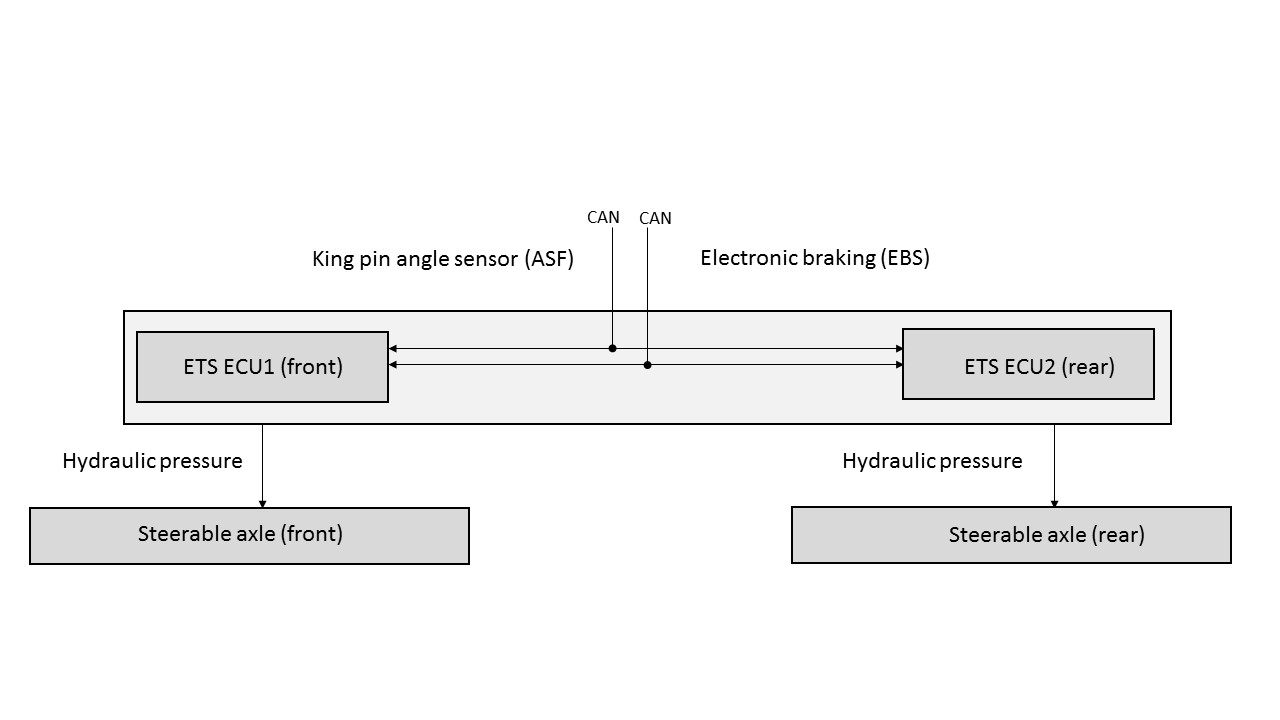 CAN
CAN
King pin angle sensor (ASF)
Electronic braking (EBS)
ETS ECU1 (front)
ETS ECU2 (rear)
Hydraulic pressure
Hydraulic pressure
Steerable axle (front)
Steerable axle (rear)